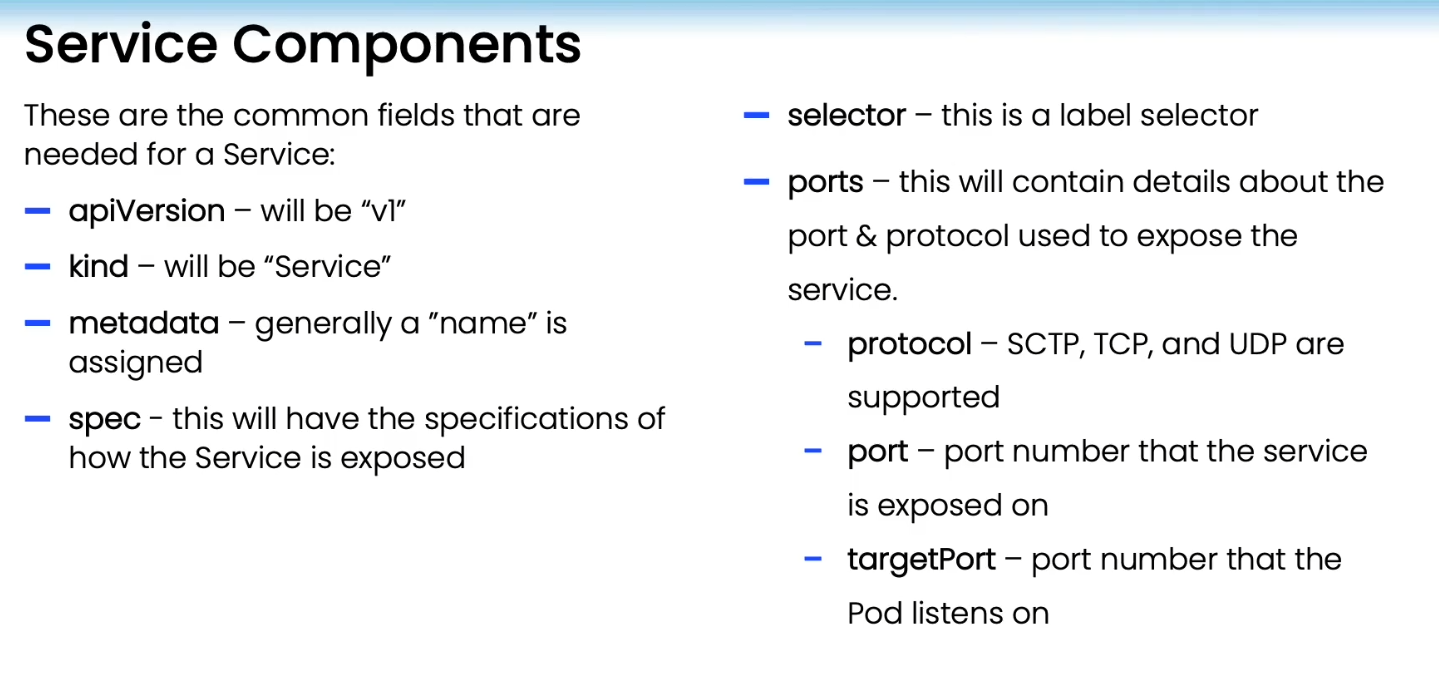 Service Components
These are the common fields that are
needed for a Service:
apiVersion – will be “v1”
kind – will be “Service”
metadata – generally a ”name” is
assigned
spec - this will have the specifications of
how the Service is exposed
selector – this is a label selector
ports – this will contain details about the
port & protocol used to expose the
service.
protocol – SCTP, TCP, and UDP are
supported
port – port number that the service
is exposed on
targetPort – port number that the
Pod listens on